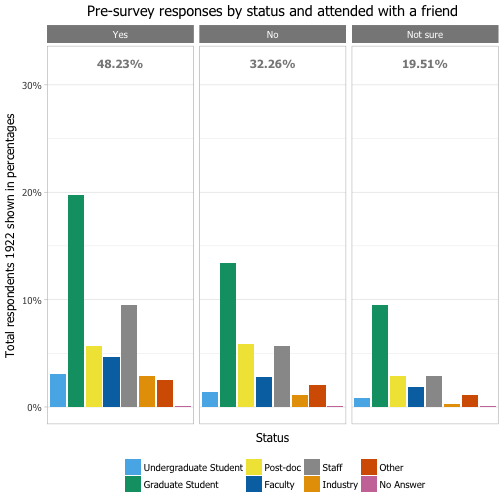 Pre-survey responses by status and attended with a friend
Yes
No
Not sure
48.23%
32.26%
19.51%
30%
20%
10%
0%
Total respondents 1922 shown in percentages
Status
Undergraduate Student
Post-doc
Staff
Other
Graduate Student
Faculty
Industry
No Answer